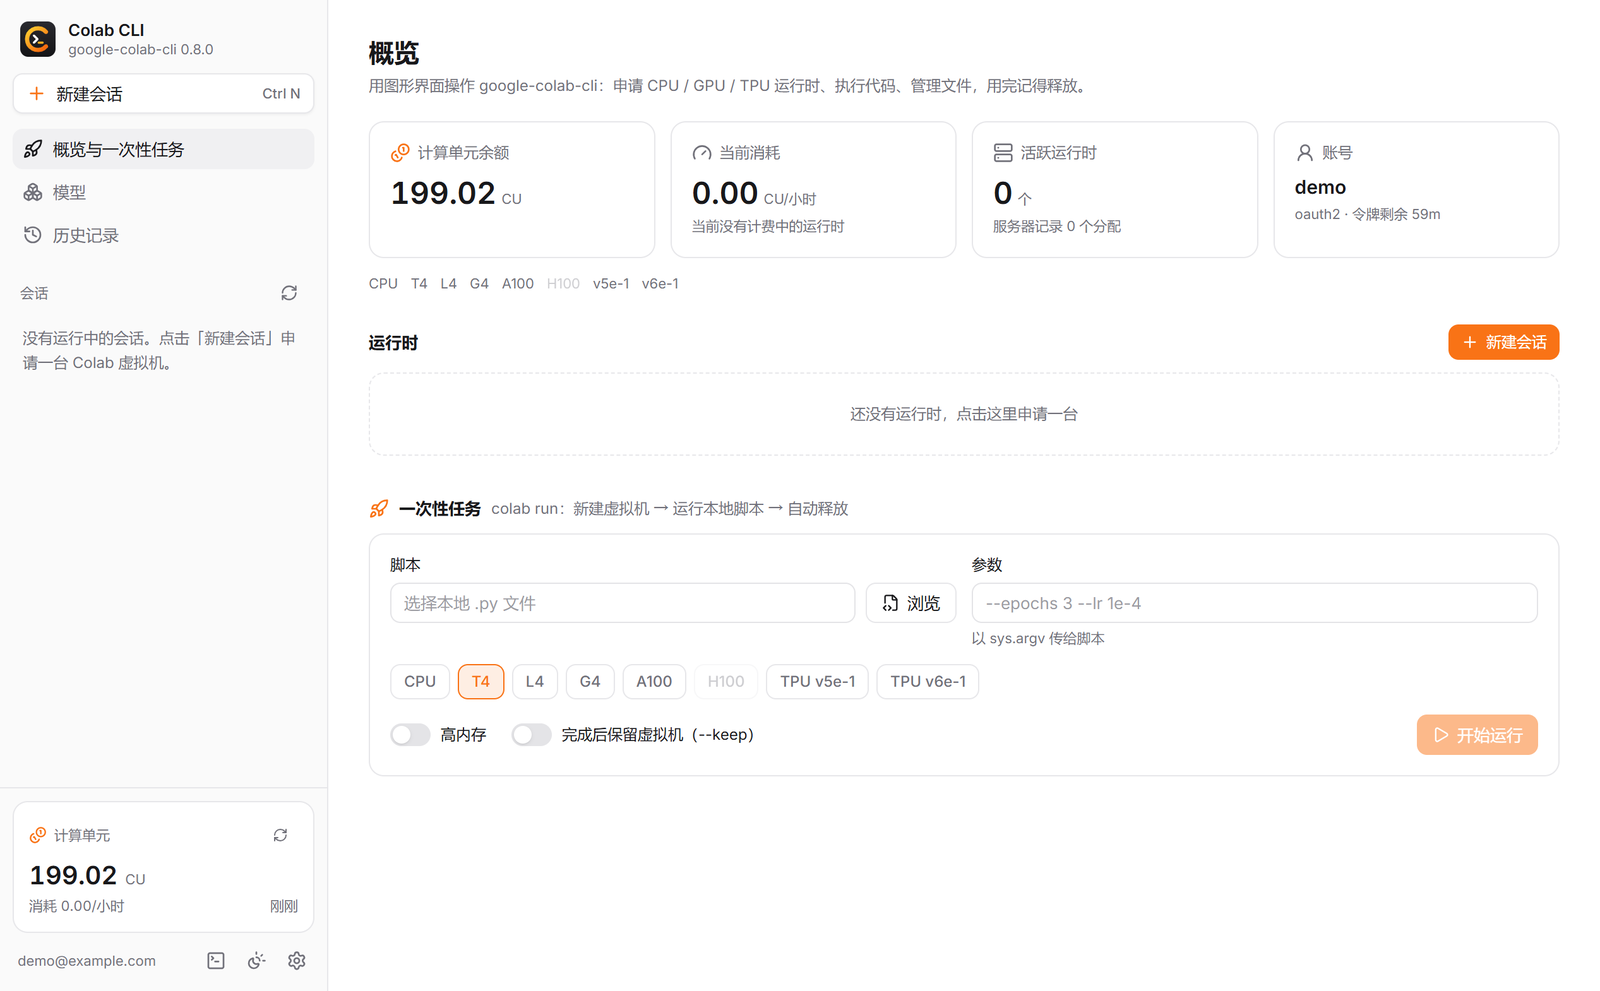 Colab CLI
google-colab-cli 0.8.0
新建会话 Ctrl N
概览与一次性任务
模型
历史记录
会话
没有运行中的会话。点击「新建会话」申
请一台 Colab 虚拟机。
计算单元
199.02 CU
消耗 0.00/小时 刚刚
demo@example.com
概览
用图形界面操作 google-colab-cli：申请 CPU / GPU / TPU 运行时、执行代码、管理文件，用完记得释放。
计算单元余额
199.02 CU
当前消耗
0.00 CU/小时
当前没有计费中的运行时
活跃运行时
0 个
服务器记录 0 个分配
账号
demo
oauth2 · 令牌剩余 59m
CPU T4 L4 G4 A100 H100 v5e-1 v6e-1
运行时
新建会话
还没有运行时，点击这里申请一台
一次性任务 colab run：新建虚拟机 → 运行本地脚本 → 自动释放
脚本
选择本地 .py 文件
浏览
参数
--epochs 3 --lr 1e-4
以 sys.argv 传给脚本
CPU T4 L4 G4 A100 H100 TPU v5e-1 TPU v6e-1
高内存 完成后保留虚拟机（--keep）
开始运行